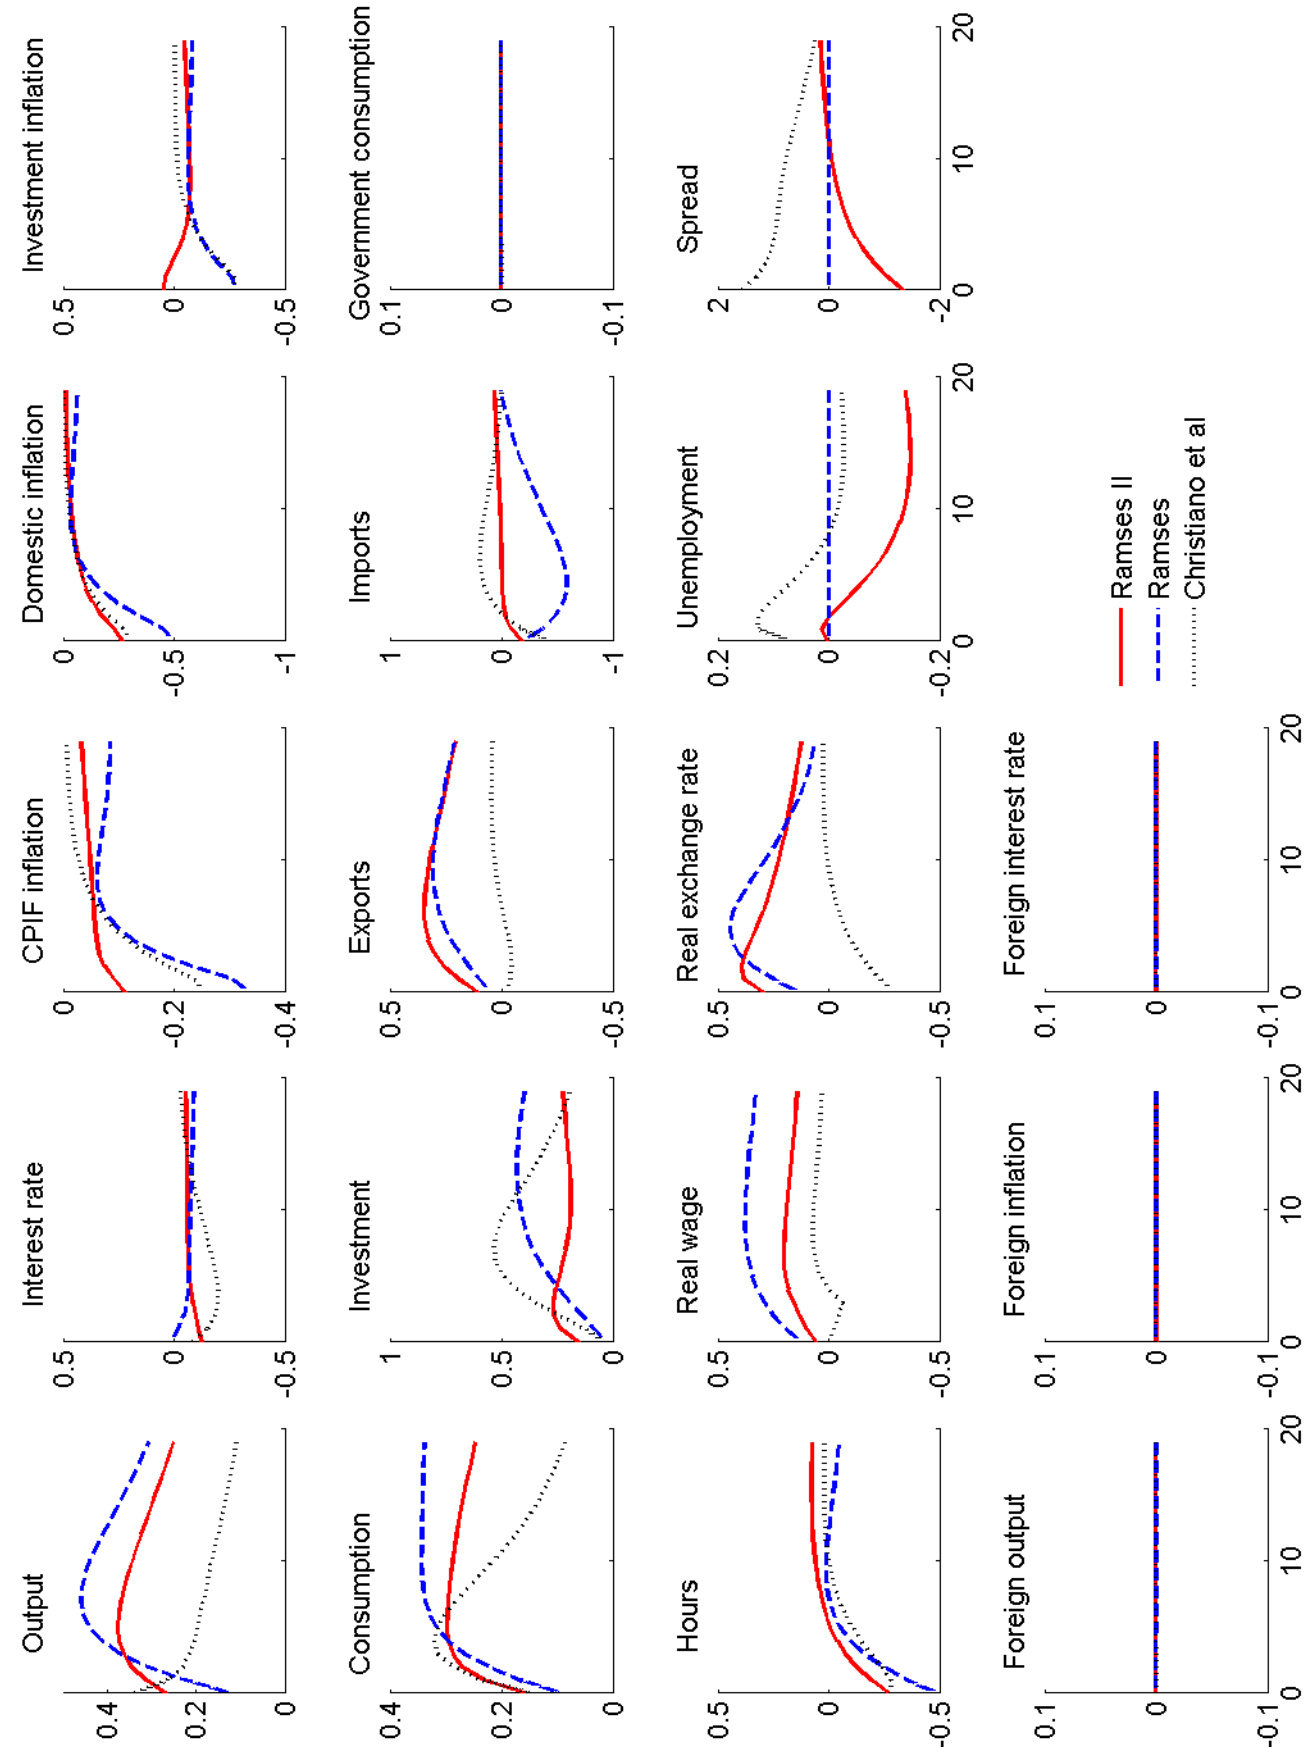 Output
0.4
0.2
0
Interest rate
0.5
0
-0.5
CPIF inflation
0
-0.2
-0.4
Domestic inflation
0
-0.5
-1
Investment inflation
0.5
0
-0.5
Consumption
0.4
0.2
0
Investment
1
0.5
0
Exports
0.5
0
-0.5
Imports
1
0
-1
Government consumption
0.1
0
-0.1
Hours
0.5
0
-0.5
Real wage
0.5
0
-0.5
Real exchange rate
0.5
0
-0.5
Unemployment
0.2
0
-0.2
0 10 20
Spread
2
0
-2
0 10 20
Foreign output
0.1
0
-0.1
0 10 20
Foreign inflation
0.1
0
-0.1
0 10 20
Foreign interest rate
0.1
0
-0.1
0 10 20
Ramses II
Ramses
Christiano et al